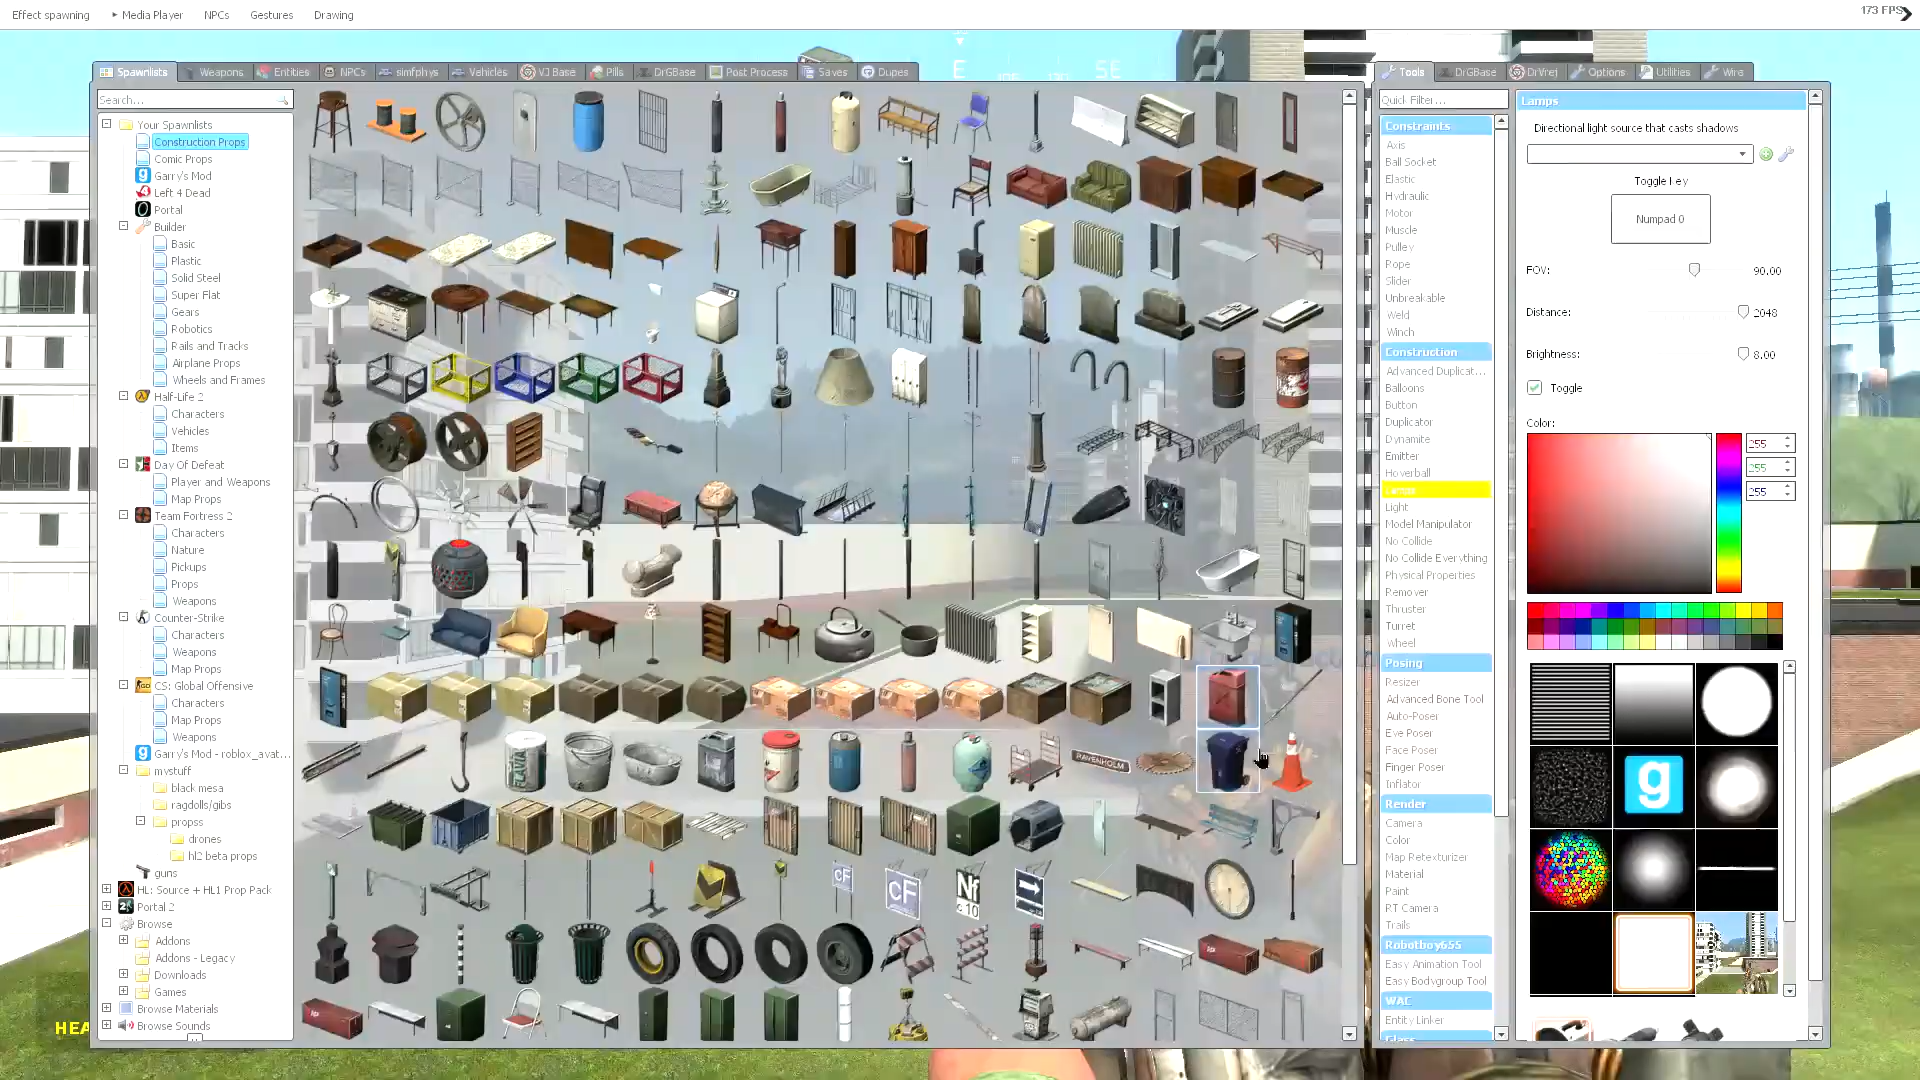 Effect spawning
Media Player
NPCs
Gestures
Drawing
173 FPS
E
SE
Spawnlists
Weapons
Entities
NPCs
simfphys
Vehicles
VJ Base
Pills
DrGBase
Post Process
Saves
Dupes
Search...
Your Spawnlists
Construction Props
Comic Props
Garry's Mod
Left 4 Dead
Portal
Builder
Basic
Plastic
Solid Steel
Super Flat
Gears
Robotics
Rails and Tracks
Airplane Props
Wheels and Frames
Half-Life 2
Characters
Vehicles
Items
Day Of Defeat
Player and Weapons
Map Props
Team Fortress 2
Characters
Nature
Pickups
Props
Weapons
Counter-Strike
Characters
Weapons
Map Props
CS: Global Offensive
Characters
Map Props
Weapons
Garry's Mod - roblox_avat...
mystuff
black mesa
ragdolls/gibs
propss
drones
hl2 beta props
guns
HL: Source + HL1 Prop Pack
Portal 2
Browse
Addons
Addons - Legacy
Downloads
Games
Browse Materials
Browse Sounds
HEA
RAVENHOLM
cF
cF
Nf
c 10
Tools
DrGBase
DrVrej
Options
Utilities
Wire
Quick Filter...
Constraints
Axis
Ball Socket
Elastic
Hydraulic
Motor
Muscle
Pulley
Rope
Slider
Unbreakable
Weld
Winch
Construction
Advanced Duplicat...
Balloons
Button
Duplicator
Dynamite
Emitter
Hoverball
Lamps
Light
Model Manipulator
No Collide
No Collide Everything
Physical Properties
Remover
Thruster
Turret
Wheel
Posing
Resizer
Advanced Bone Tool
Auto-Poser
Eye Poser
Face Poser
Finger Poser
Inflator
Render
Camera
Color
Map Retexturizer
Material
Paint
RT Camera
Trails
Robotboy655
Easy Animation Tool
Easy Bodygroup Tool
WAC
Entity Linker
Glass
Lamps
Directional light source that casts shadows
Toggle Key
Numpad 0
FOV:
90.00
Distance:
2048
Brightness:
8.00
Toggle
Color:
255
255
255
g